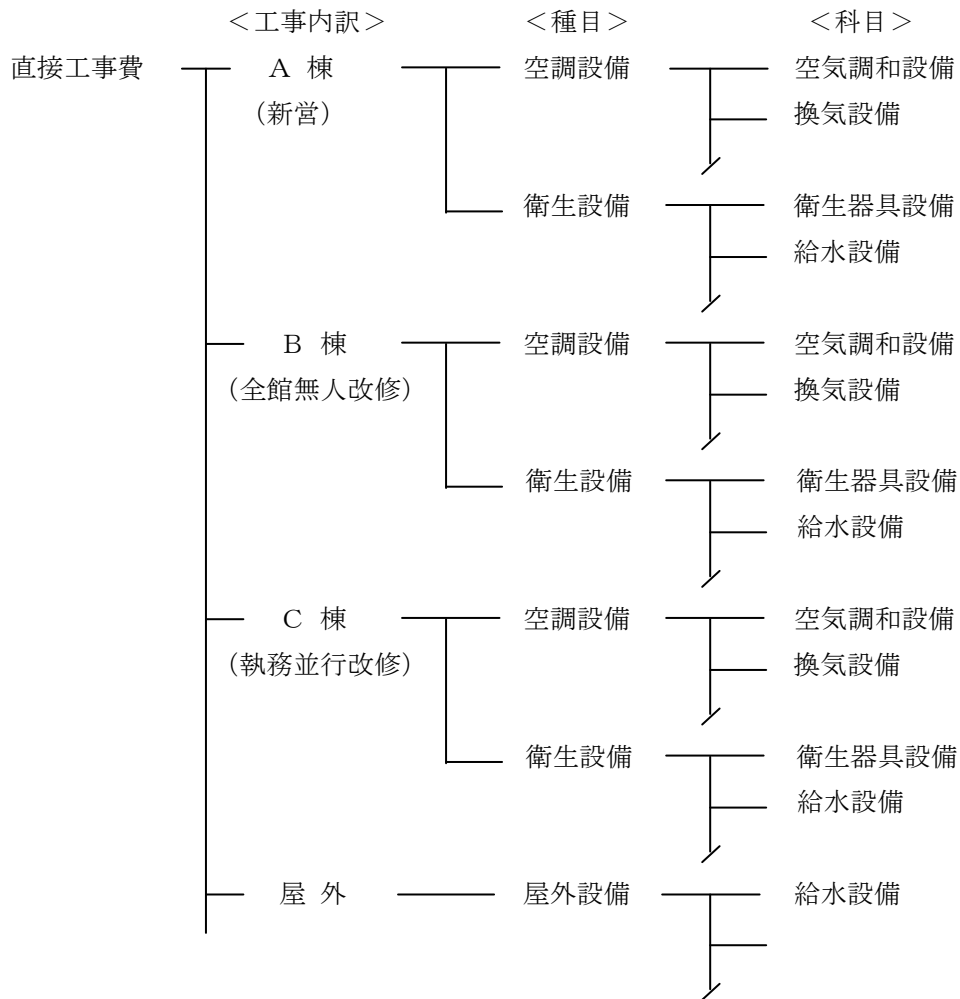 ＜工事内訳＞ ＜種目＞ ＜科目＞
直接工事費 A 棟 空調設備 空気調和設備
（新営） 換気設備
衛生設備 衛生器具設備
給水設備
B 棟 空調設備 空気調和設備
（全館無人改修） 換気設備
衛生設備 衛生器具設備
給水設備
C 棟 空調設備 空気調和設備
（執務並行改修） 換気設備
衛生設備 衛生器具設備
給水設備
屋 外 屋外設備 給水設備